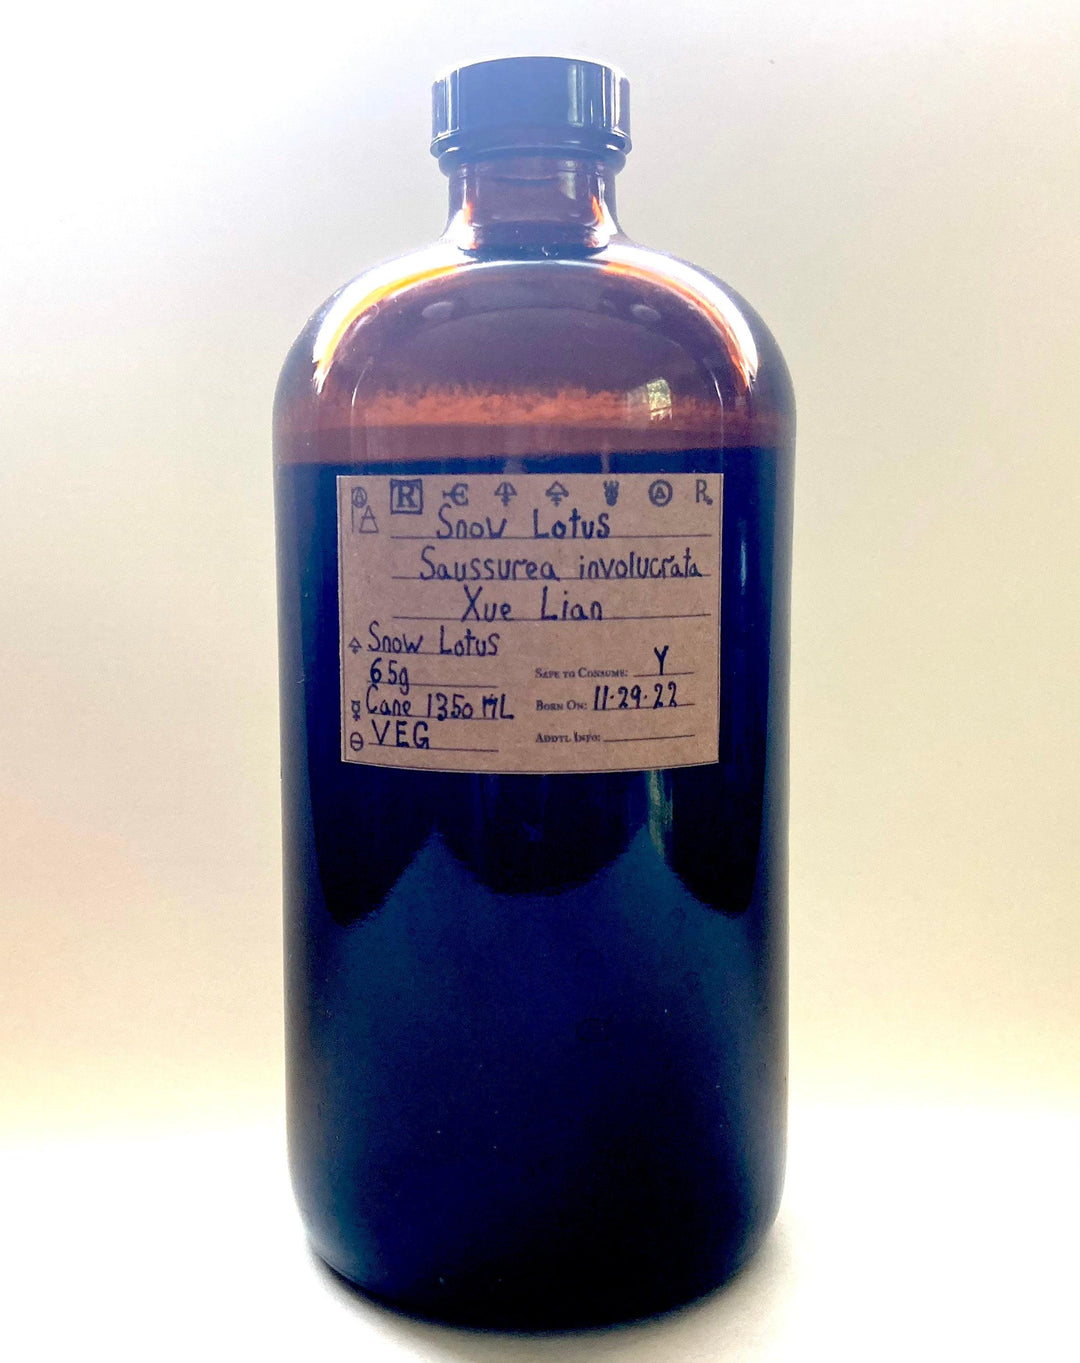 R
Snow Lotus
Saussurea involucrata
Xue Lian
Snow Lotus
65g
Safe to Consume: Y
Cane 1350 ML
Born On: 11·29·22
VEG
Addtl Info: